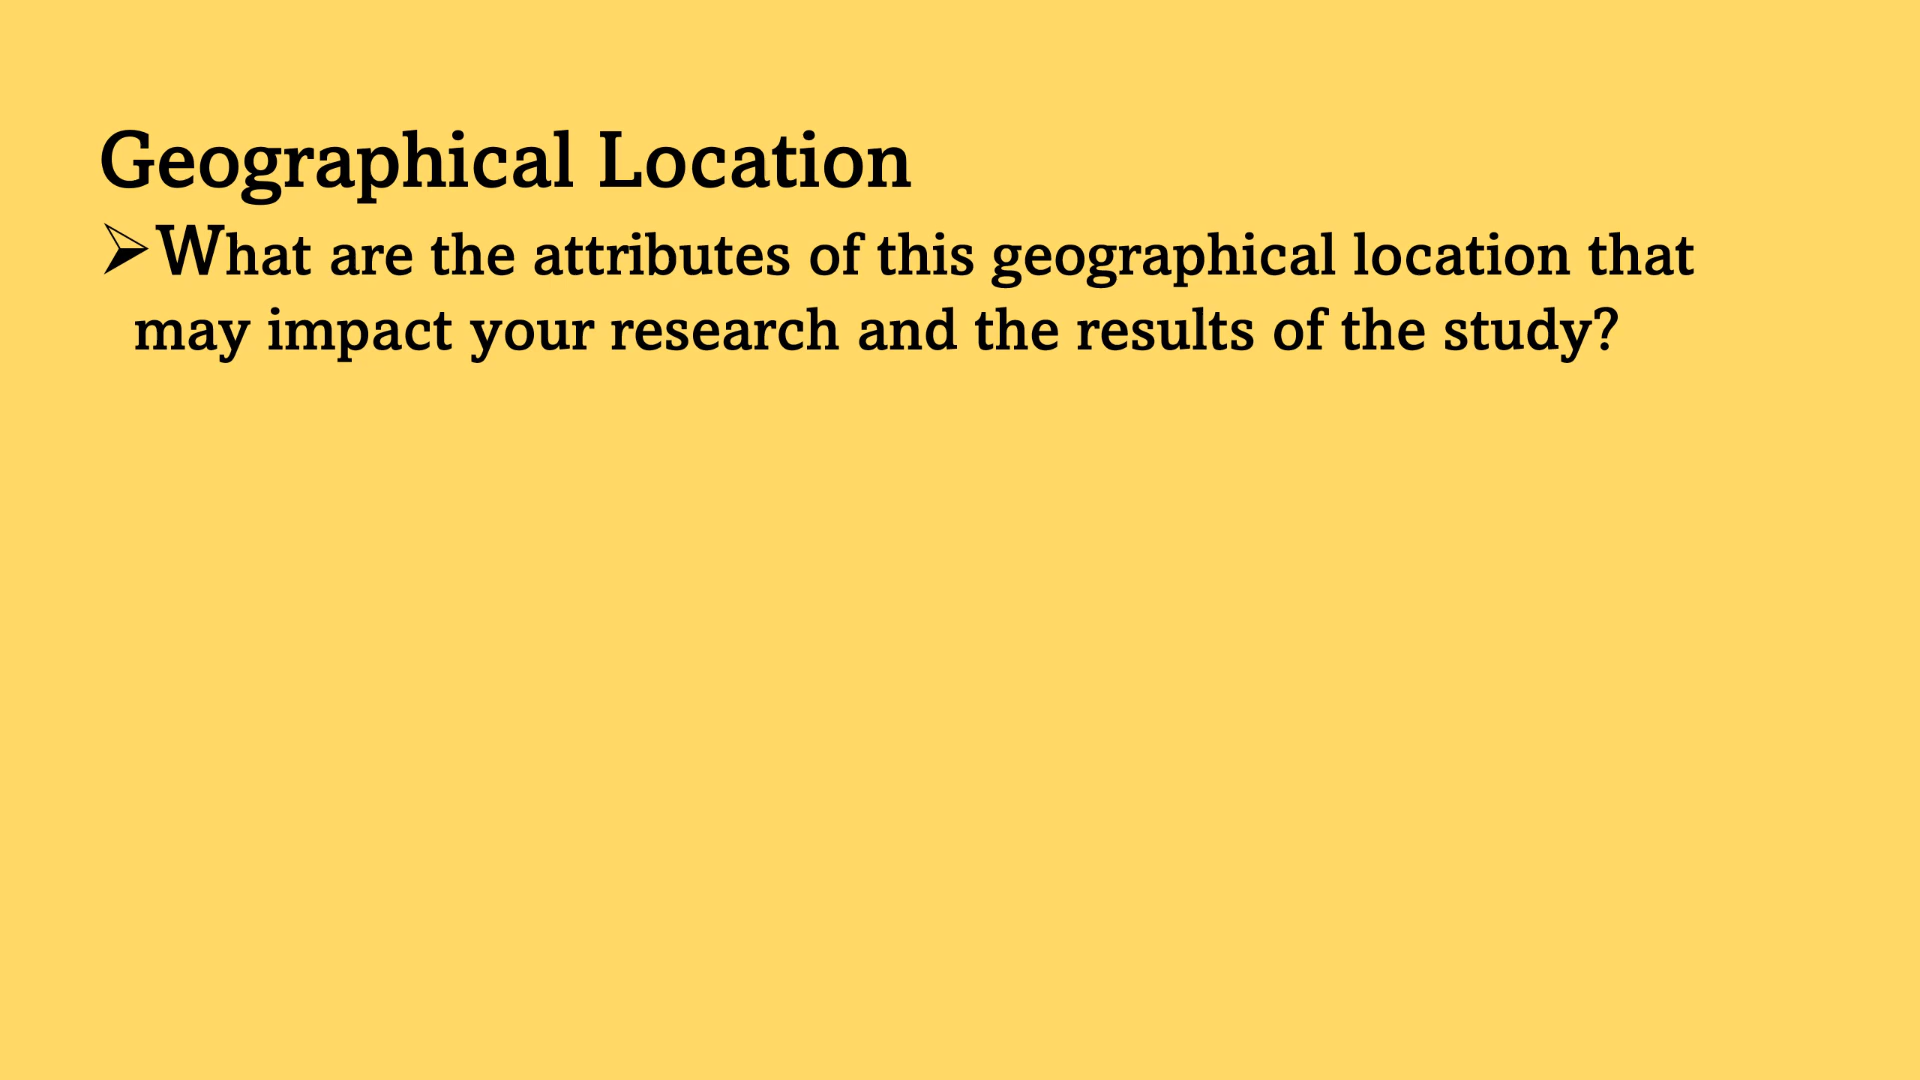 Geographical Location
➢What are the attributes of this geographical location that
may impact your research and the results of the study?